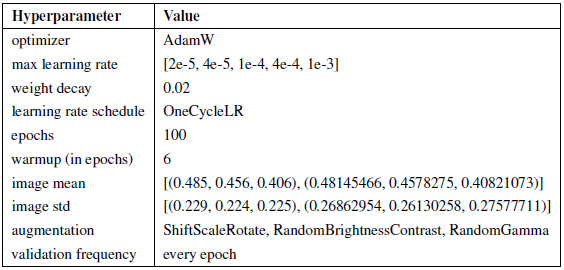 Hyperparameter Value
optimizer AdamW
max learning rate [2e-5, 4e-5, 1e-4, 4e-4, 1e-3]
weight decay 0.02
learning rate schedule OneCycleLR
epochs 100
warmup (in epochs) 6
image mean [(0.485, 0.456, 0.406), (0.48145466, 0.4578275, 0.40821073)]
image std [(0.229, 0.224, 0.225), (0.26862954, 0.26130258, 0.27577711)]
augmentation ShiftScaleRotate, RandomBrightnessContrast, RandomGamma
validation frequency every epoch